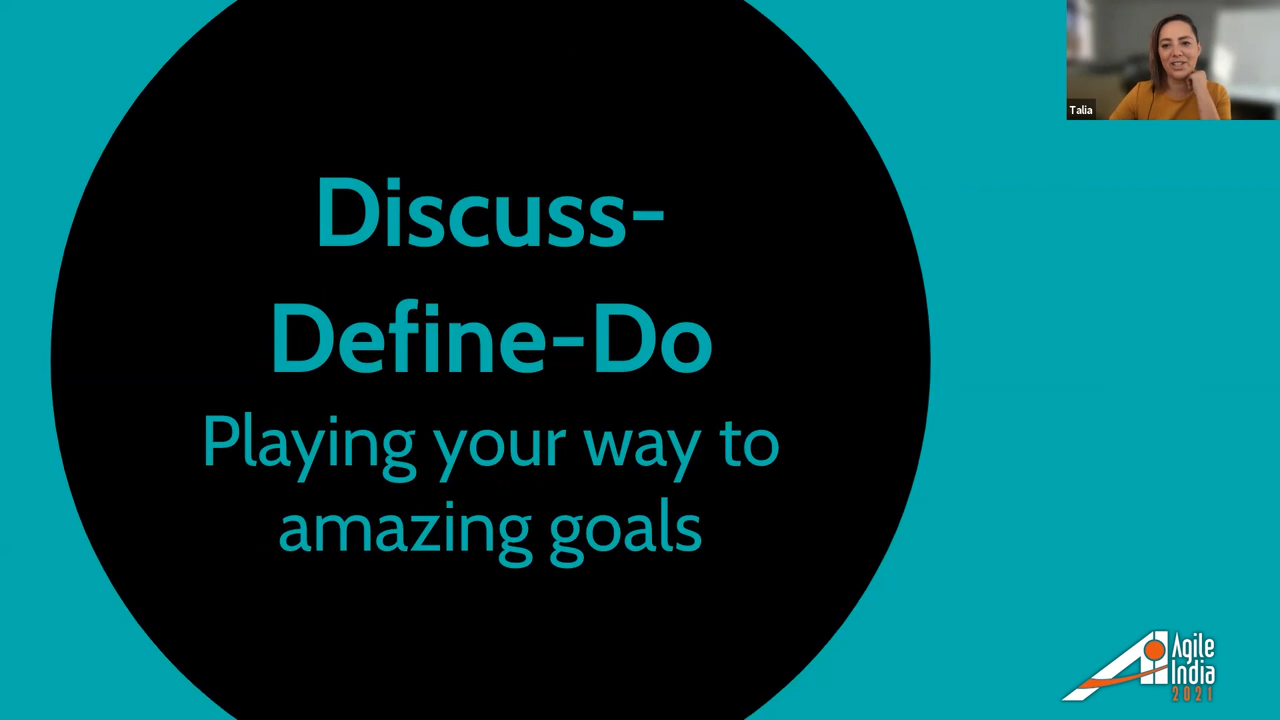 Talia
Discuss-
Define-Do
Playing your way to
amazing goals
Agile
India
2021